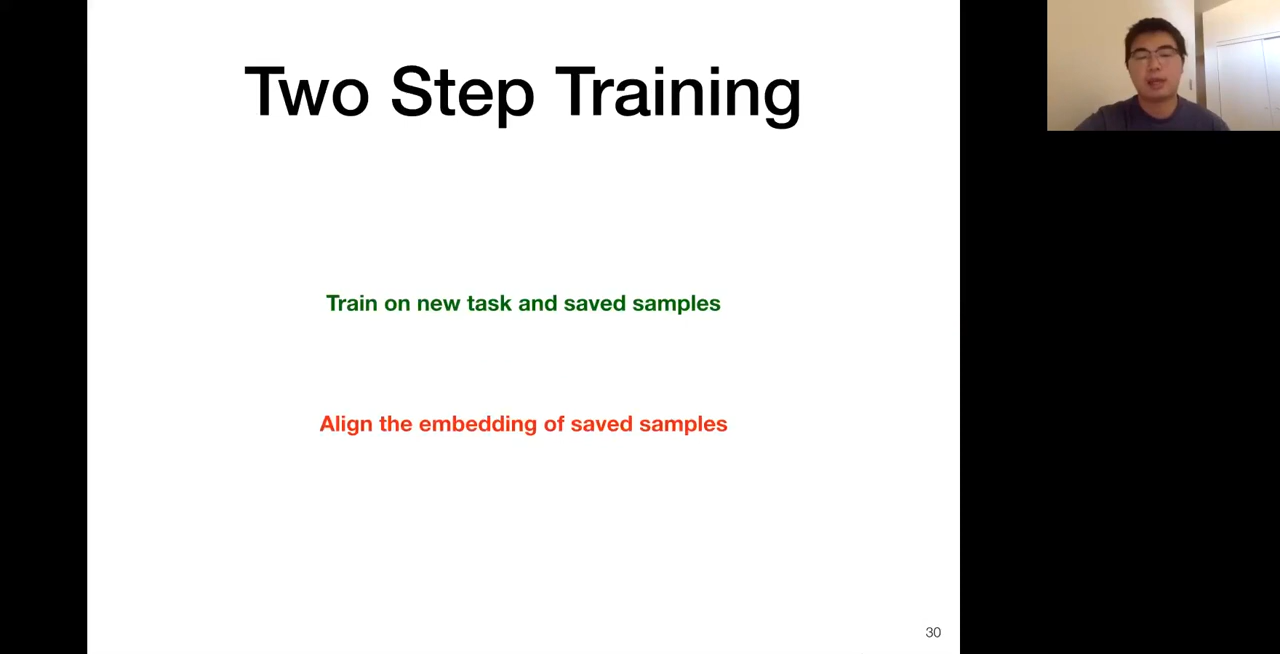 Two Step Training
Train on new task and saved samples
Align the embedding of saved samples
30